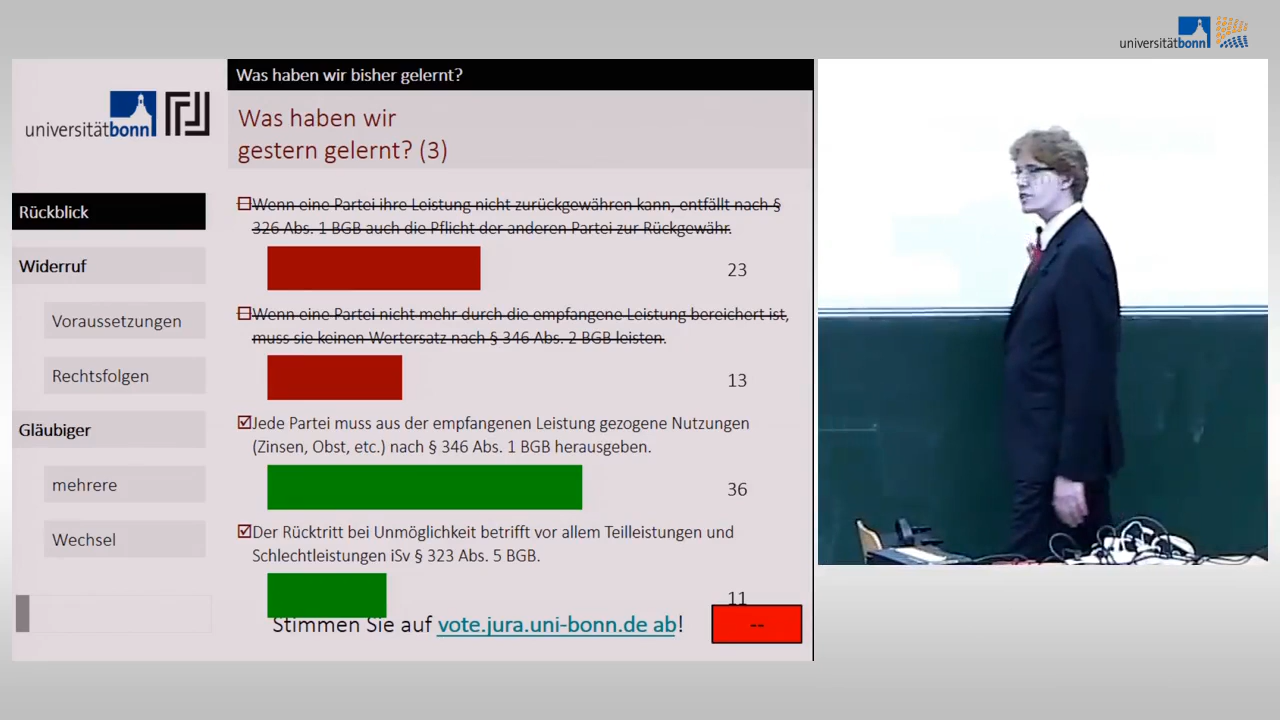 universitätbonn
Was haben wir bisher gelernt?
universitätbonn
Was haben wir
gestern gelernt? (3)
Rückblick
Widerruf
Voraussetzungen
Rechtsfolgen
Gläubiger
mehrere
Wechsel
Wenn eine Partei ihre Leistung nicht zurückgewähren kann, entfällt nach §
326 Abs. 1 BGB auch die Pflicht der anderen Partei zur Rückgewähr.
23
Wenn eine Partei nicht mehr durch die empfangene Leistung bereichert ist,
muss sie keinen Wertersatz nach § 346 Abs. 2 BGB leisten.
13
Jede Partei muss aus der empfangenen Leistung gezogene Nutzungen
(Zinsen, Obst, etc.) nach § 346 Abs. 1 BGB herausgeben.
36
Der Rücktritt bei Unmöglichkeit betrifft vor allem Teilleistungen und
Schlechtleistungen iSv § 323 Abs. 5 BGB.
11
Stimmen Sie auf vote.jura.uni-bonn.de ab!
--